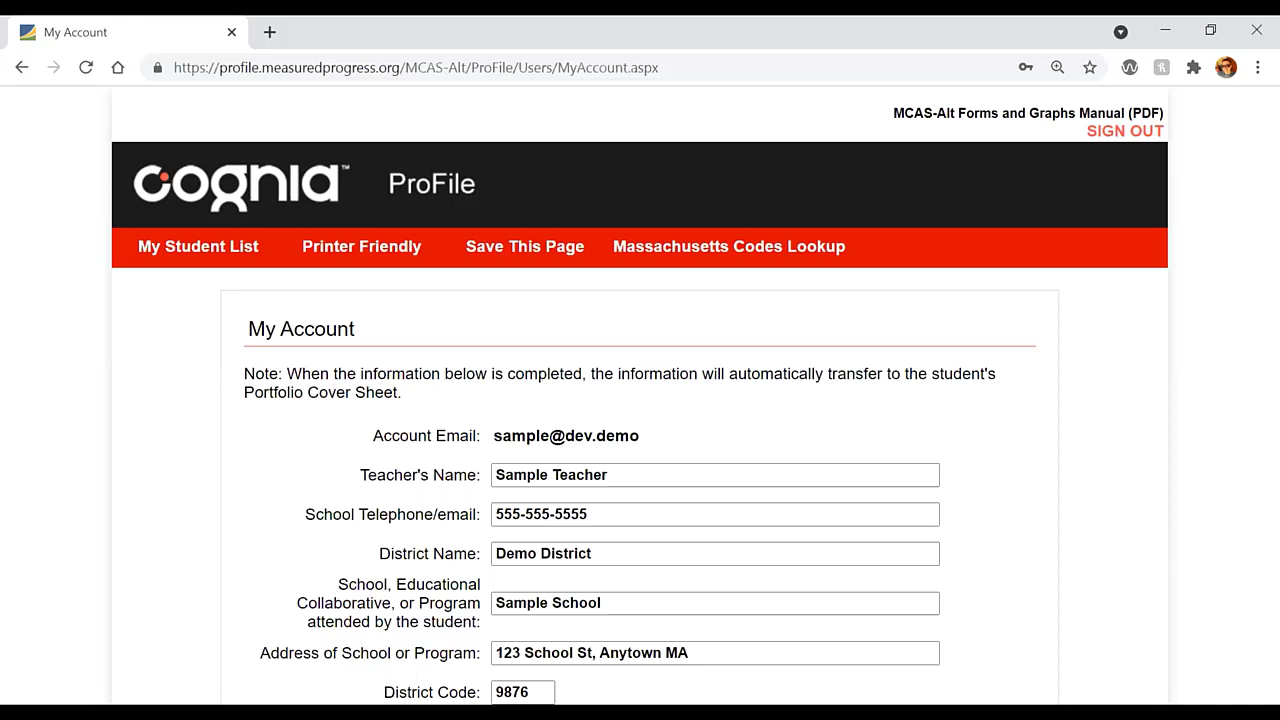 My Account
https://profile.measuredprogress.org/MCAS-Alt/ProFile/Users/MyAccount.aspx
MCAS-Alt Forms and Graphs Manual (PDF)
SIGN OUT
cognia™ ProFile
My Student List Printer Friendly Save This Page Massachusetts Codes Lookup
My Account
Note: When the information below is completed, the information will automatically transfer to the student's
Portfolio Cover Sheet.
Account Email: sample@dev.demo
Teacher's Name: Sample Teacher
School Telephone/email: 555-555-5555
District Name: Demo District
School, Educational
Collaborative, or Program
attended by the student:
Sample School
Address of School or Program: 123 School St, Anytown MA
District Code: 9876